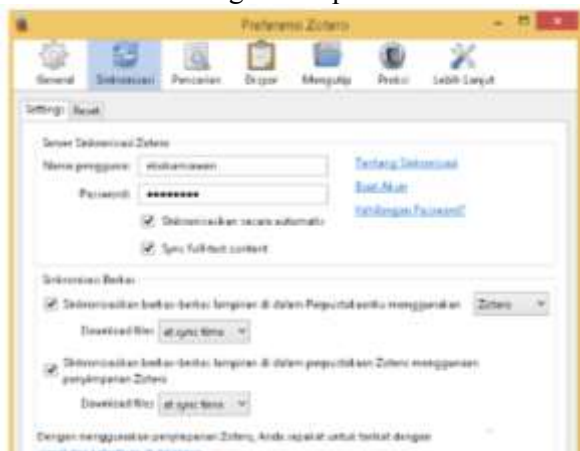 Preferensi Zotero
General Sinkronisasi Pencarian Ekspor Mengutip Proksi Lebih Lanjut
Settings Reset
Server Sinkronisasi Zotero
Nama pengguna:
Password:
Tentang Sinkronisasi
Buat Akun
Kehilangan Password?
Sinkronisasikan secara automatis
Sync full-text content
Sinkronisasi Berkas
Sinkronisasikan berkas-berkas lampiran di dalam Perpustakaanku menggunakan Zotero
Download files at sync time
Sinkronisasikan berkas-berkas lampiran di dalam perpustakaan Zotero menggunakan
penyimpanan Zotero
Download files at sync time
Dengan menggunakan penyimpanan Zotero, Anda sepakat untuk terikat dengan